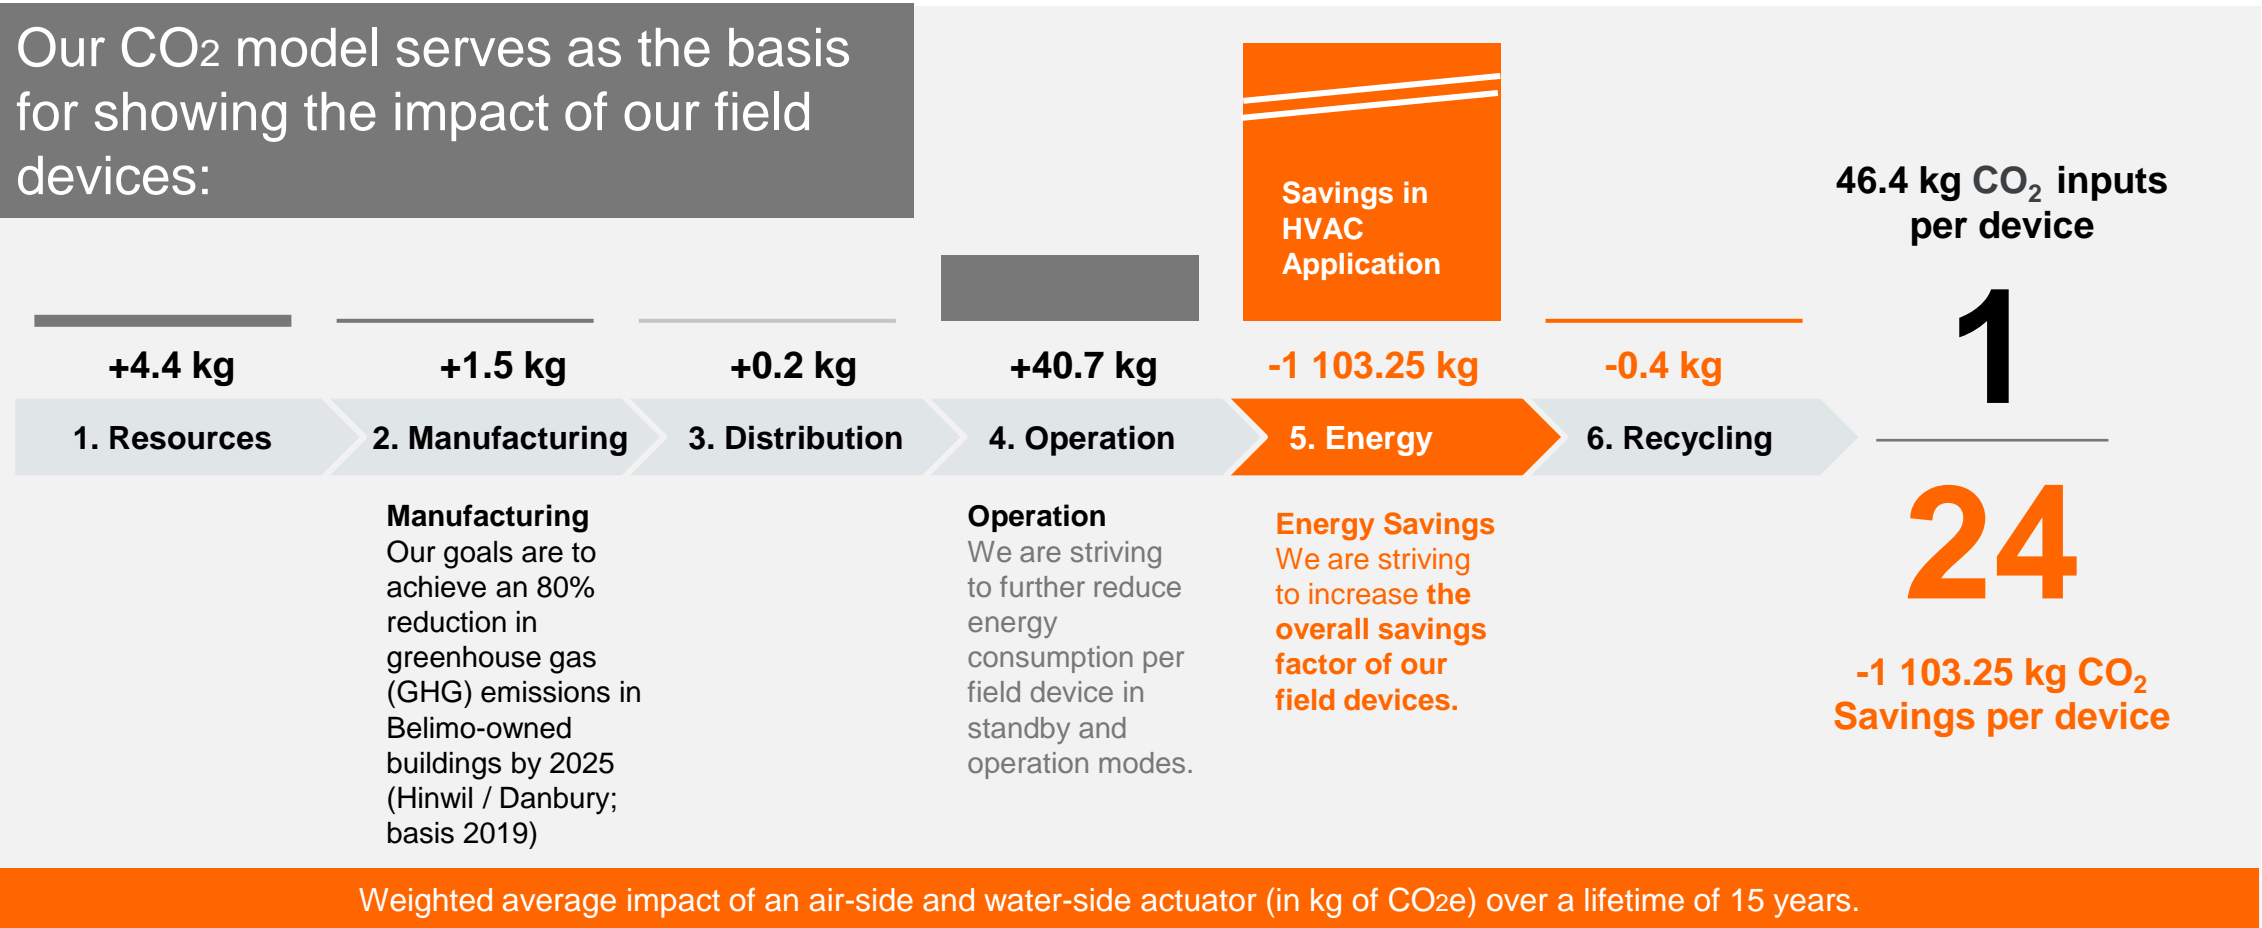 Our CO2 model serves as the basis
for showing the impact of our field
devices:
Savings in
HVAC
Application
+4.4 kg
+1.5 kg
+0.2 kg
+40.7 kg
-1 103.25 kg
-0.4 kg
1. Resources
2. Manufacturing
3. Distribution
4. Operation
5. Energy
6. Recycling
Manufacturing
Our goals are to
achieve an 80%
reduction in
greenhouse gas
(GHG) emissions in
Belimo-owned
buildings by 2025
(Hinwil / Danbury;
basis 2019)
Operation
We are striving
to further reduce
energy
consumption per
field device in
standby and
operation modes.
Energy Savings
We are striving
to increase the
overall savings
factor of our
field devices.
46.4 kg CO₂ inputs
per device
1
24
-1 103.25 kg CO₂
Savings per device
Weighted average impact of an air-side and water-side actuator (in kg of CO2e) over a lifetime of 15 years.